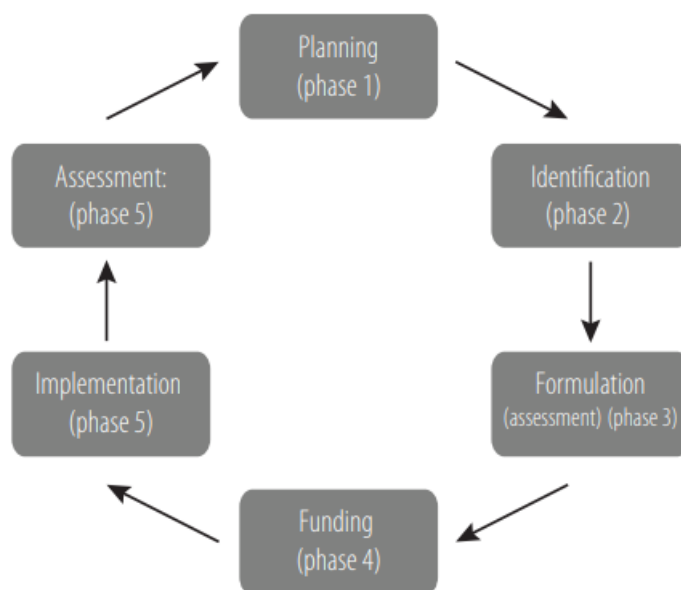 Planning
(phase 1)
Identification
(phase 2)
Formulation
(assessment) (phase 3)
Funding
(phase 4)
Implementation
(phase 5)
Assessment:
(phase 5)